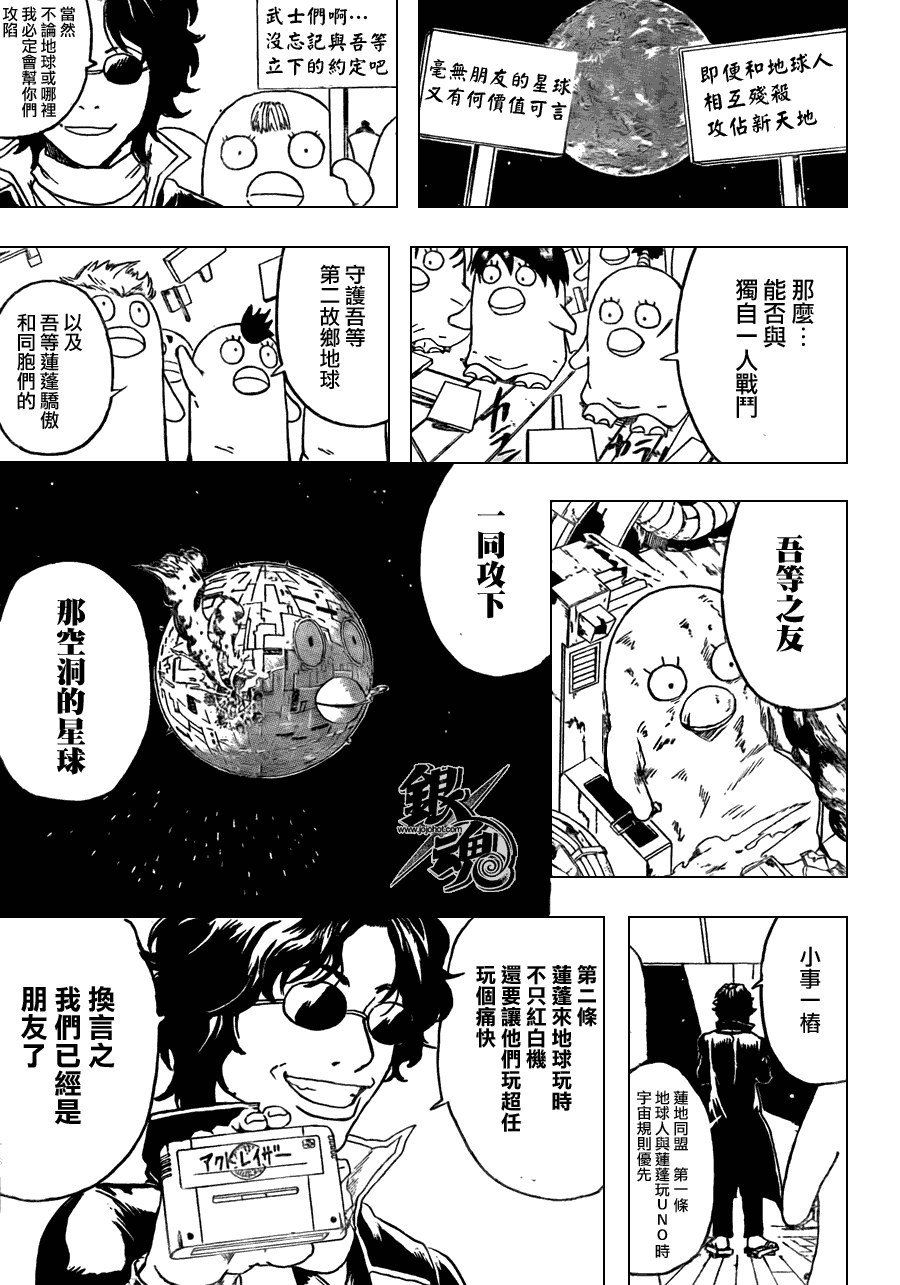 即便和地球人
相互殘殺
攻佔新天地
毫無朋友的星球
又有何價值可言
武士們啊…
沒忘記與吾等
立下的約定吧
當然
不論地球或哪裡
我必定會幫你們
攻陷
那麼…
能否與
獨自一人戰鬥
守護吾等
第二故鄉地球
以及
吾等蓮蓬驕傲
和同胞們的
吾等之友
一同攻下
那空洞的星球
銀魂
www.jojohot.com
小事一樁
蓮地同盟 第一條
地球人與蓮蓬玩UNO時
宇宙規則優先
第二條
蓮蓬來地球玩時
不只紅白機
還要讓他們玩超任
玩個痛快
アクトレイザー
換言之
我們已經是
朋友了